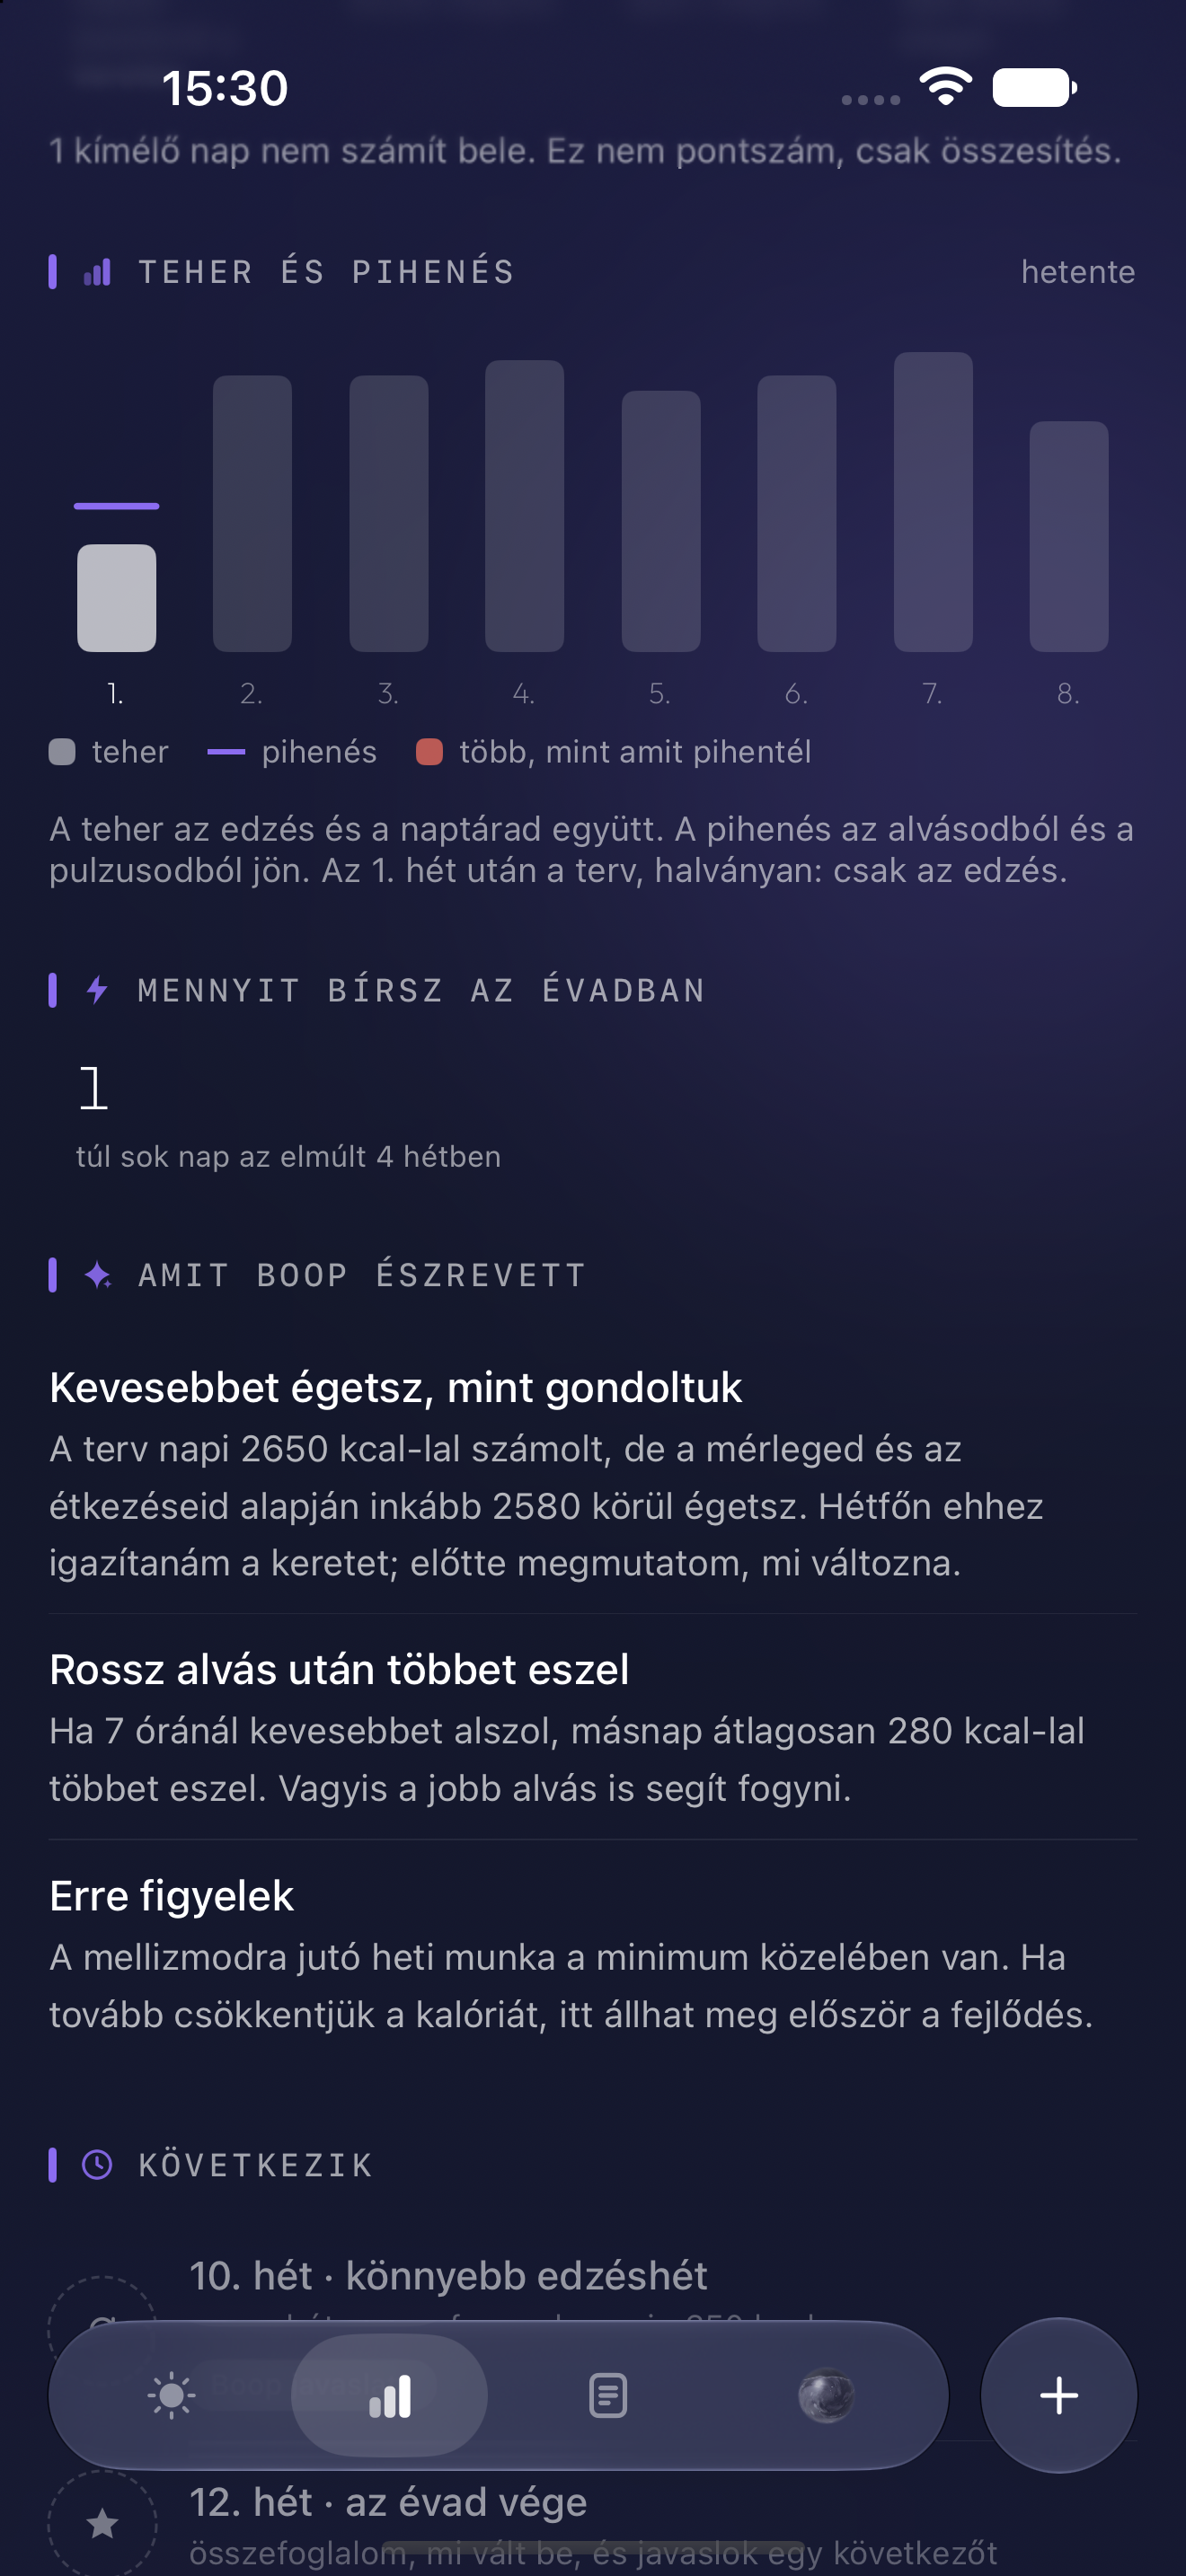 15:30
1 kímélő nap nem számít bele. Ez nem pontszám, csak összesítés.
TEHER ÉS PIHENÉS
hetente
1.
2.
3.
4.
5.
6.
7.
8.
teher
pihenés
több, mint amit pihentél
A teher az edzés és a naptárad együtt. A pihenés az alvásodból és a
pulzusodból jön. Az 1. hét után a terv, halványan: csak az edzés.
MENNYIT BÍRSZ AZ ÉVADBAN
1
túl sok nap az elmúlt 4 hétben
AMIT BOOP ÉSZREVETT
Kevesebbet égetsz, mint gondoltuk
A terv napi 2650 kcal-lal számolt, de a mérleged és az
étkezéseid alapján inkább 2580 körül égetsz. Hétfőn ehhez
igazítanám a keretet; előtte megmutatom, mi változna.
Rossz alvás után többet eszel
Ha 7 óránál kevesebbet alszol, másnap átlagosan 280 kcal-lal
többet eszel. Vagyis a jobb alvás is segít fogyni.
Erre figyelek
A mellizmodra jutó heti munka a minimum közelében van. Ha
tovább csökkentjük a kalóriát, itt állhat meg először a fejlődés.
KÖVETKEZIK
10. hét · könnyebb edzéshét
12. hét · az évad vége
összefoglalom, mi vált be, és javaslok egy következőt